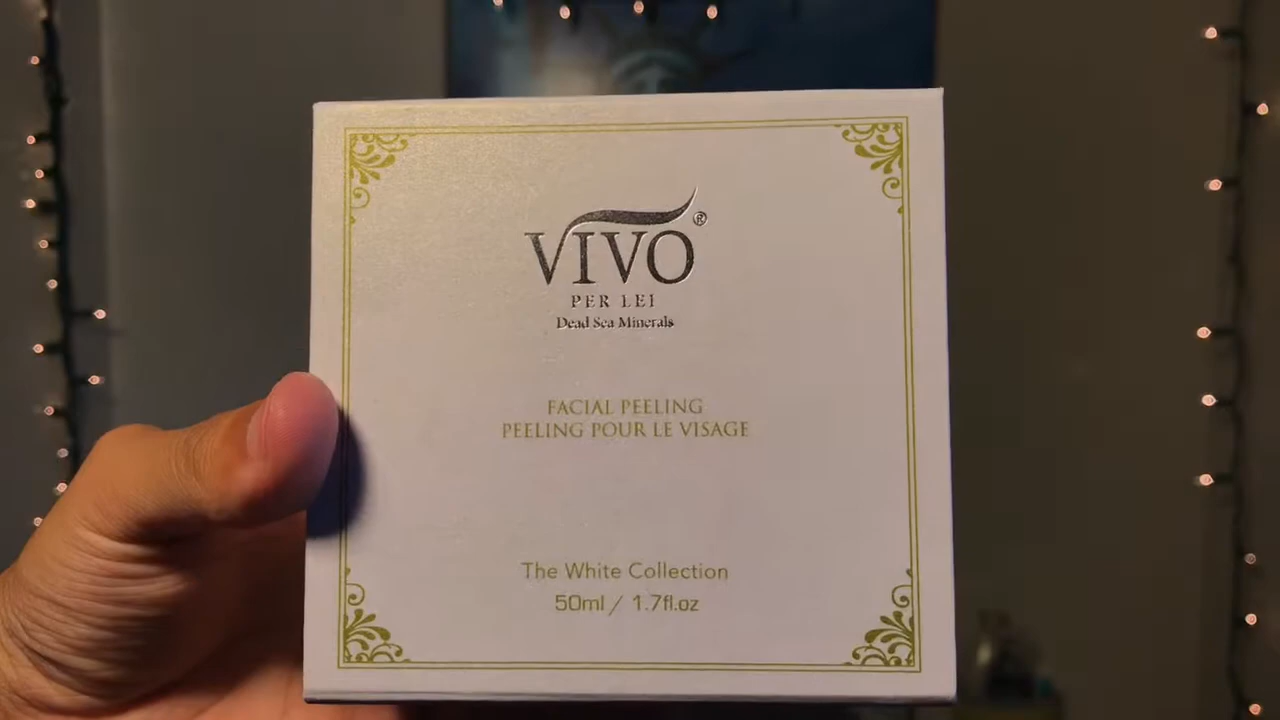 VIVO®
PER LEI
Dead Sea Minerals
FACIAL PEELING
PEELING POUR LE VISAGE
The White Collection
50ml / 1.7fl.oz